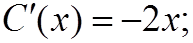 C′(x) = −2x;